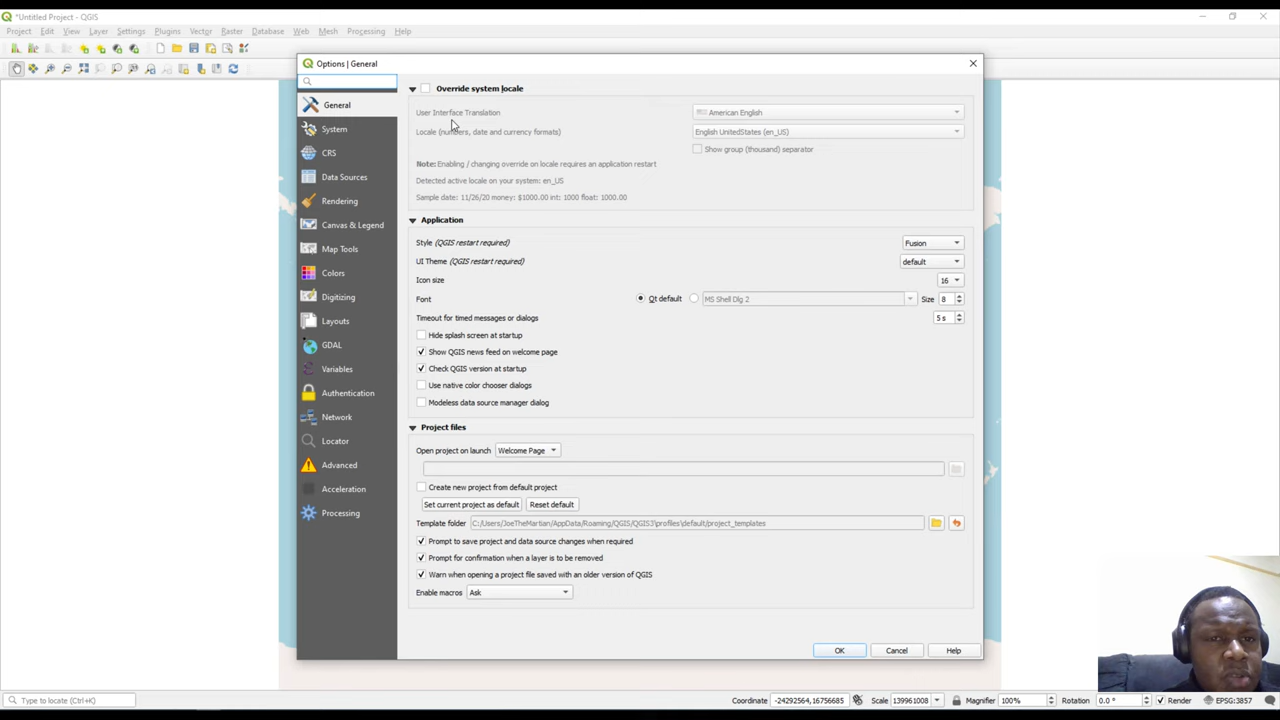 *Untitled Project - QGIS
Project Edit View Layer Settings Plugins Vector Raster Database Web Mesh Processing Help
Options | General
Override system locale
General
User Interface Translation American English
System
Locale (numbers, date and currency formats) English UnitedStates (en_US)
Show group (thousand) separator
CRS
Note: Enabling / changing override on locale requires an application restart
Data Sources
Detected active locale on your system: en_US
Sample date: 11/26/20 money: $1000.00 int: 1000 float: 1000.00
Rendering
Application
Canvas & Legend
Style (QGIS restart required) Fusion
Map Tools
UI Theme (QGIS restart required) default
Colors
Icon size 16
Digitizing
Font Qt default MS Shell Dlg 2 Size 8
Layouts
Timeout for timed messages or dialogs 5 s
Hide splash screen at startup
GDAL
Show QGIS news feed on welcome page
Variables
Check QGIS version at startup
Use native color chooser dialogs
Authentication
Modeless data source manager dialog
Network
Project files
Locator
Open project on launch Welcome Page
Advanced
Acceleration
Create new project from default project
Set current project as default Reset default
Processing
Template folder C:/Users/JoeTheMartian/AppData/Roaming/QGIS/QGIS3\profiles\default/project_templates
Prompt to save project and data source changes when required
Prompt for confirmation when a layer is to be removed
Warn when opening a project file saved with an older version of QGIS
Enable macros Ask
OK Cancel Help
Type to locate (Ctrl+K) Coordinate -24292564,16756685 Scale 139961008 Magnifier 100% Rotation 0.0 ° Render EPSG:3857